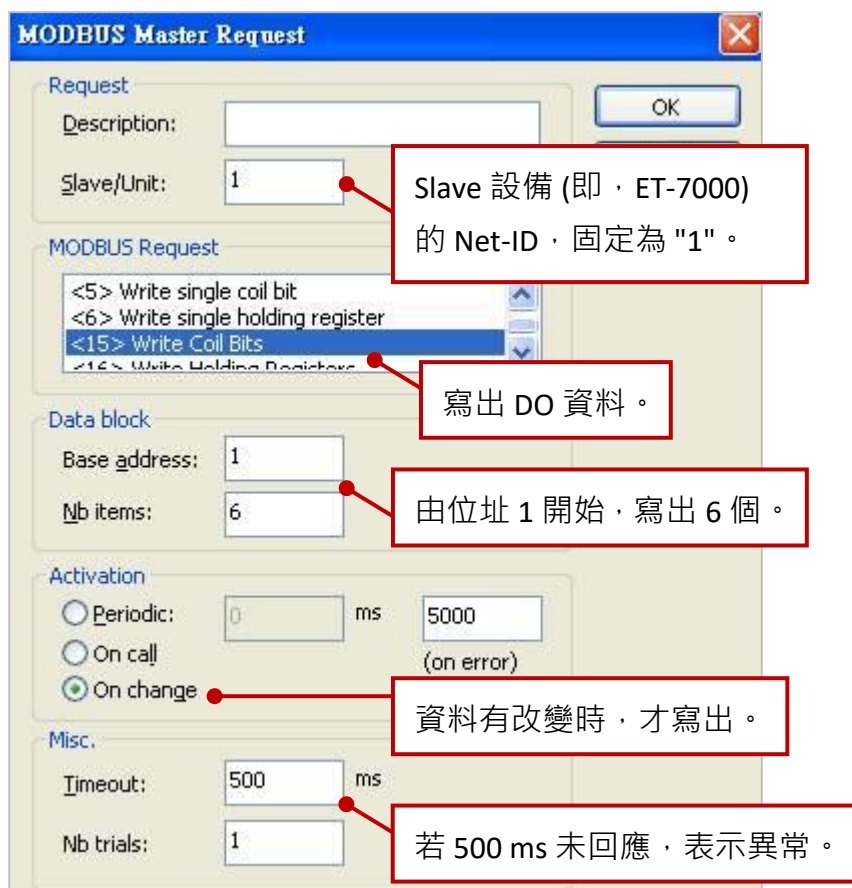 MODBUS Master Request
Request
OK
Description:
Slave/Unit:
1
Slave 設備 (即，ET-7000)
的 Net-ID，固定為 "1"。
MODBUS Request
<5> Write single coil bit
<6> Write single holding register
<15> Write Coil Bits
<16> Write Holding Registers
寫出 DO 資料。
Data block
Base address:
1
Nb items:
6
由位址 1 開始，寫出 6 個。
Activation
Periodic:
0
ms
5000
On call
(on error)
On change
資料有改變時，才寫出。
Misc.
Timeout:
500
ms
Nb trials:
1
若 500 ms 未回應，表示異常。